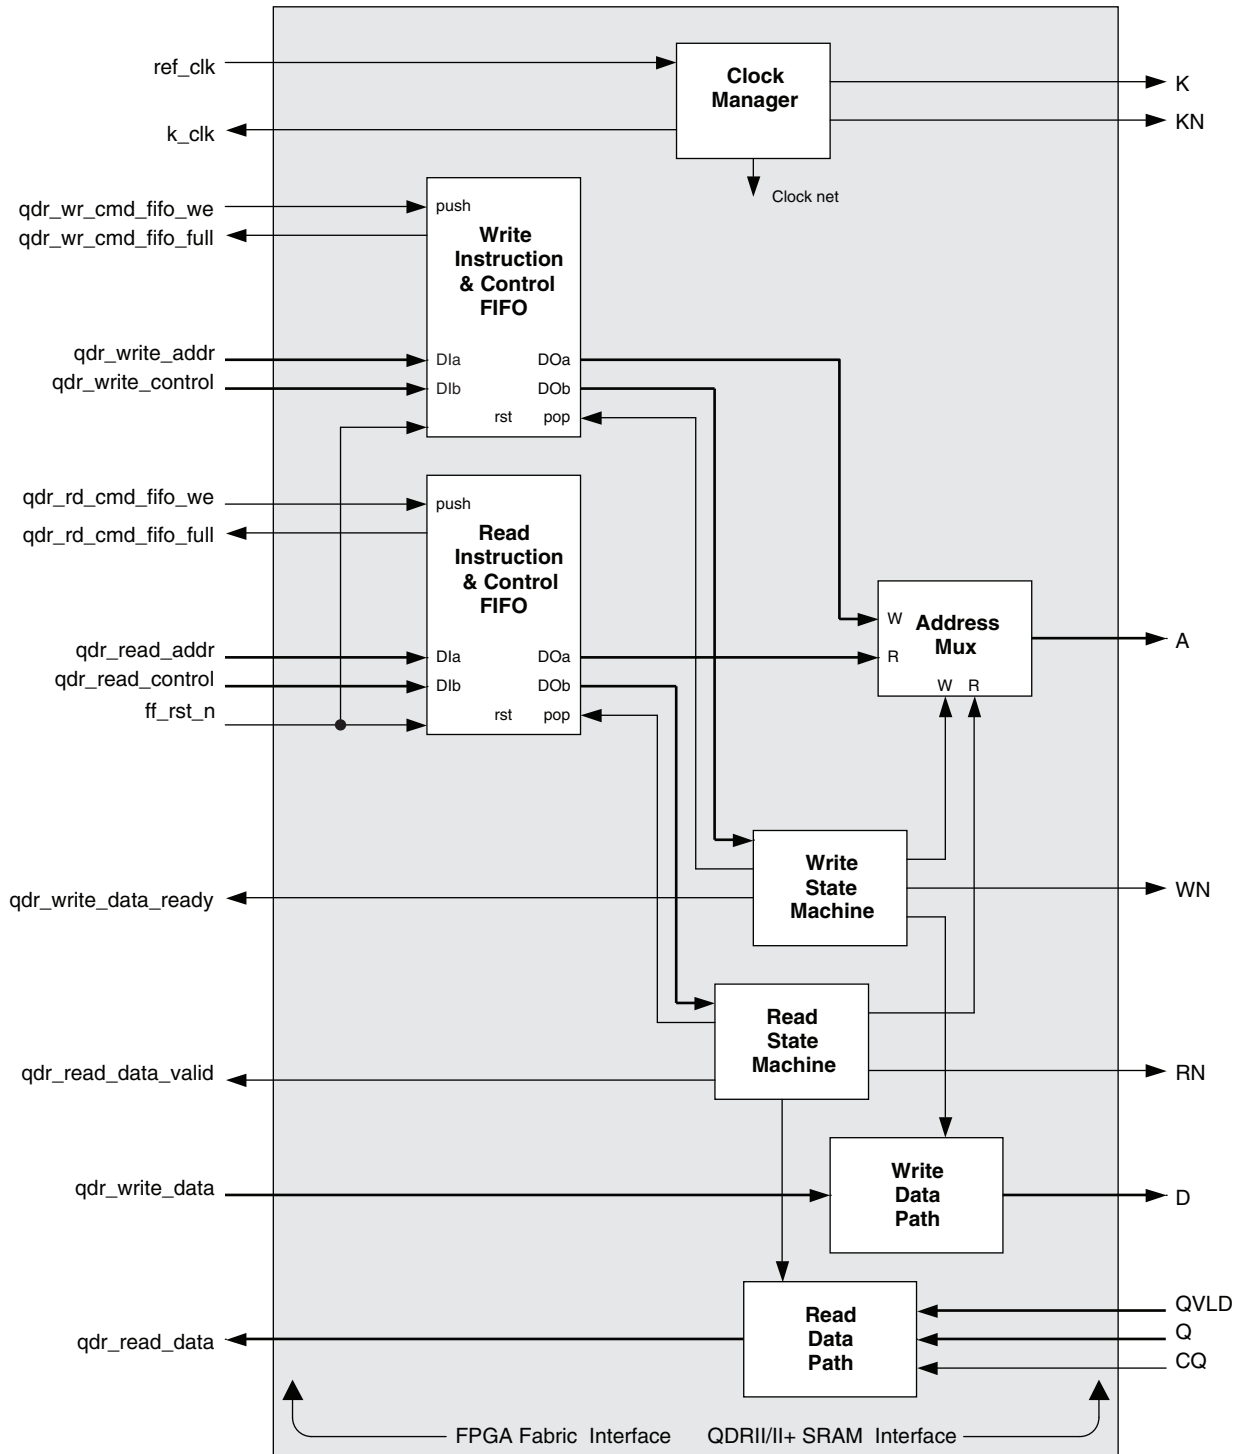 ref_clk
Clock
Manager
K
KN
k_clk
Clock net
qdr_wr_cmd_fifo_we
push
qdr_wr_cmd_fifo_full
Write
Instruction
& Control
FIFO
qdr_write_addr
DIa
DOa
qdr_write_control
DIb
DOb
rst
pop
qdr_rd_cmd_fifo_we
push
qdr_rd_cmd_fifo_full
Read
Instruction
& Control
FIFO
W
Address
Mux
A
qdr_read_addr
DIa
DOa
R
qdr_read_control
DIb
DOb
W R
ff_rst_n
rst
pop
Write
State
Machine
WN
qdr_write_data_ready
Read
State
Machine
qdr_read_data_valid
RN
Write
Data
Path
qdr_write_data
D
Read
Data
Path
qdr_read_data
QVLD
Q
CQ
FPGA Fabric Interface
QDRII/II+ SRAM Interface